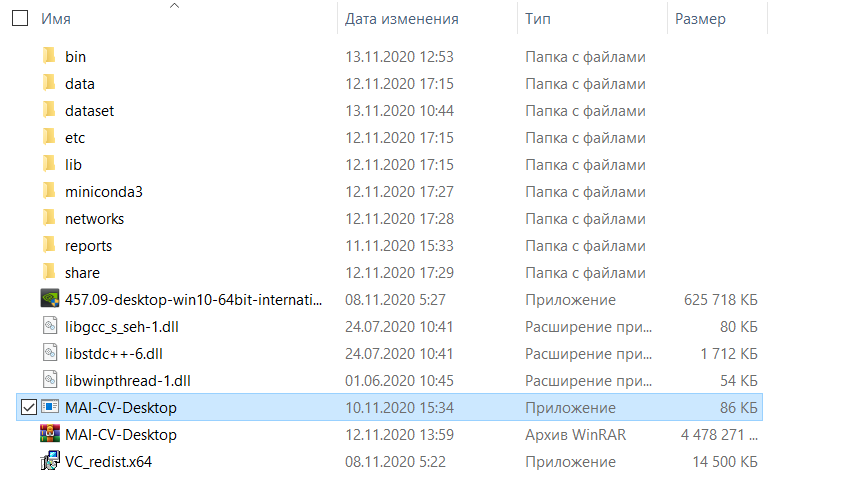 Имя Дата изменения Тип Размер
bin 13.11.2020 12:53 Папка с файлами
data 12.11.2020 17:15 Папка с файлами
dataset 13.11.2020 10:44 Папка с файлами
etc 12.11.2020 17:15 Папка с файлами
lib 12.11.2020 17:15 Папка с файлами
miniconda3 12.11.2020 17:27 Папка с файлами
networks 12.11.2020 17:28 Папка с файлами
reports 11.11.2020 15:33 Папка с файлами
share 12.11.2020 17:29 Папка с файлами
457.09-desktop-win10-64bit-internati... 08.11.2020 5:27 Приложение 625 718 КБ
libgcc_s_seh-1.dll 24.07.2020 10:41 Расширение при... 80 КБ
libstdc++-6.dll 24.07.2020 10:41 Расширение при... 1 712 КБ
libwinpthread-1.dll 01.06.2020 10:45 Расширение при... 54 КБ
MAI-CV-Desktop 10.11.2020 15:34 Приложение 86 КБ
MAI-CV-Desktop 12.11.2020 13:59 Архив WinRAR 4 478 271 ...
VC_redist.x64 08.11.2020 5:22 Приложение 14 500 КБ